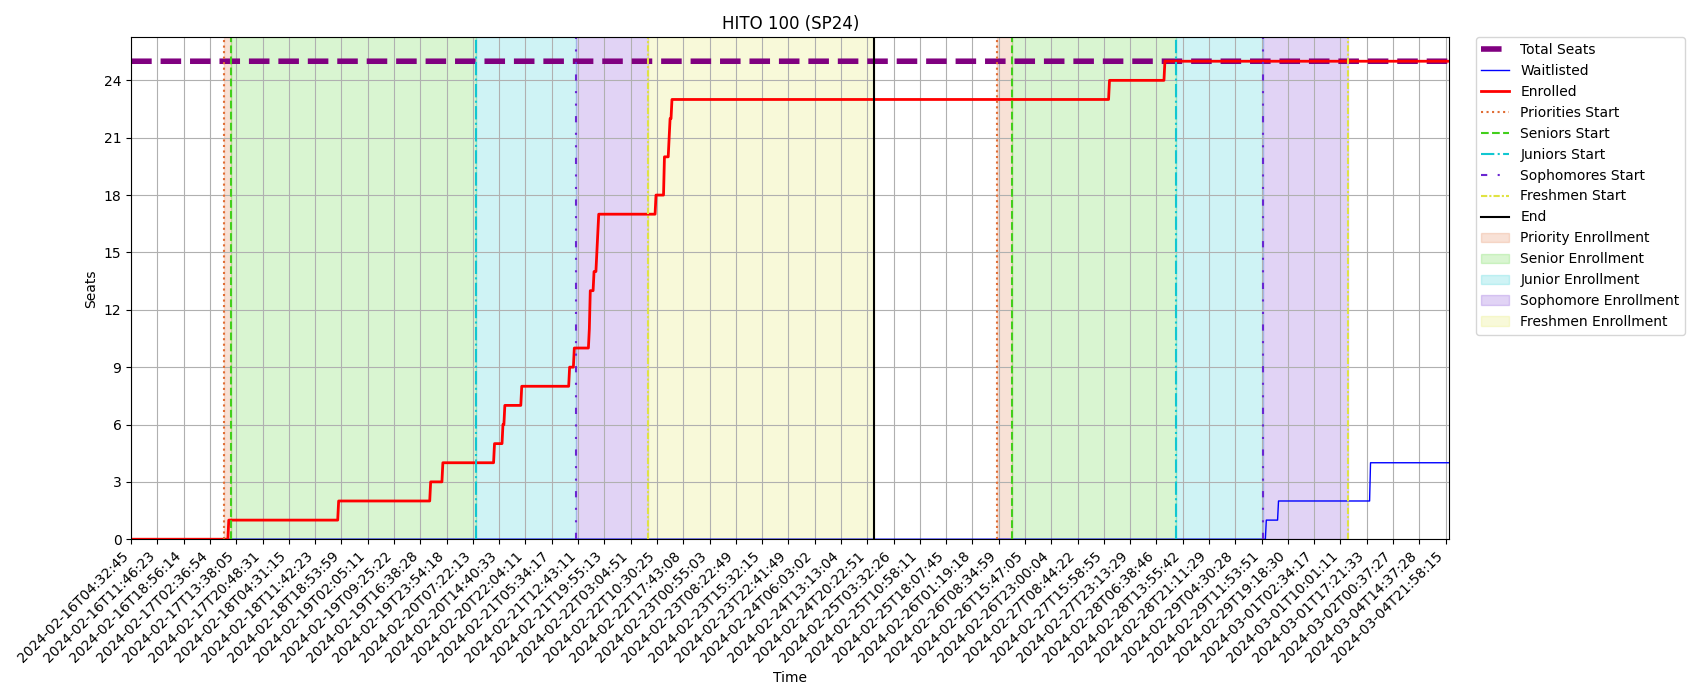 HITO 100 (SP24)
Total Seats
Waitlisted
Enrolled
Priorities Start
Seniors Start
Juniors Start
Sophomores Start
Freshmen Start
End
Priority Enrollment
Senior Enrollment
Junior Enrollment
Sophomore Enrollment
Freshmen Enrollment
Seats
24
21
18
15
12
9
6
3
0
2024-02-16T04:32:45
2024-02-16T11:46:23
2024-02-16T18:56:14
2024-02-17T02:36:54
2024-02-17T13:38:05
2024-02-17T20:48:31
2024-02-18T04:31:15
2024-02-18T11:42:23
2024-02-18T18:53:59
2024-02-19T02:05:11
2024-02-19T09:25:22
2024-02-19T16:38:28
2024-02-19T23:54:18
2024-02-20T07:22:13
2024-02-20T14:40:33
2024-02-20T22:04:11
2024-02-21T05:34:17
2024-02-21T12:43:11
2024-02-21T19:55:13
2024-02-22T03:04:51
2024-02-22T10:30:25
2024-02-22T17:43:08
2024-02-23T00:55:03
2024-02-23T08:22:49
2024-02-23T15:32:15
2024-02-23T22:41:49
2024-02-24T06:03:02
2024-02-24T13:13:04
2024-02-24T20:22:51
2024-02-25T03:32:26
2024-02-25T10:58:11
2024-02-25T18:07:45
2024-02-26T01:19:18
2024-02-26T08:34:59
2024-02-26T15:47:05
2024-02-26T23:00:04
2024-02-27T08:44:22
2024-02-27T15:58:55
2024-02-27T23:13:29
2024-02-28T06:38:46
2024-02-28T13:55:42
2024-02-28T21:11:29
2024-02-29T04:30:28
2024-02-29T11:53:51
2024-02-29T19:18:30
2024-03-01T02:34:17
2024-03-01T10:01:11
2024-03-01T17:21:33
2024-03-02T00:37:27
2024-03-04T14:37:28
2024-03-04T21:58:15
Time